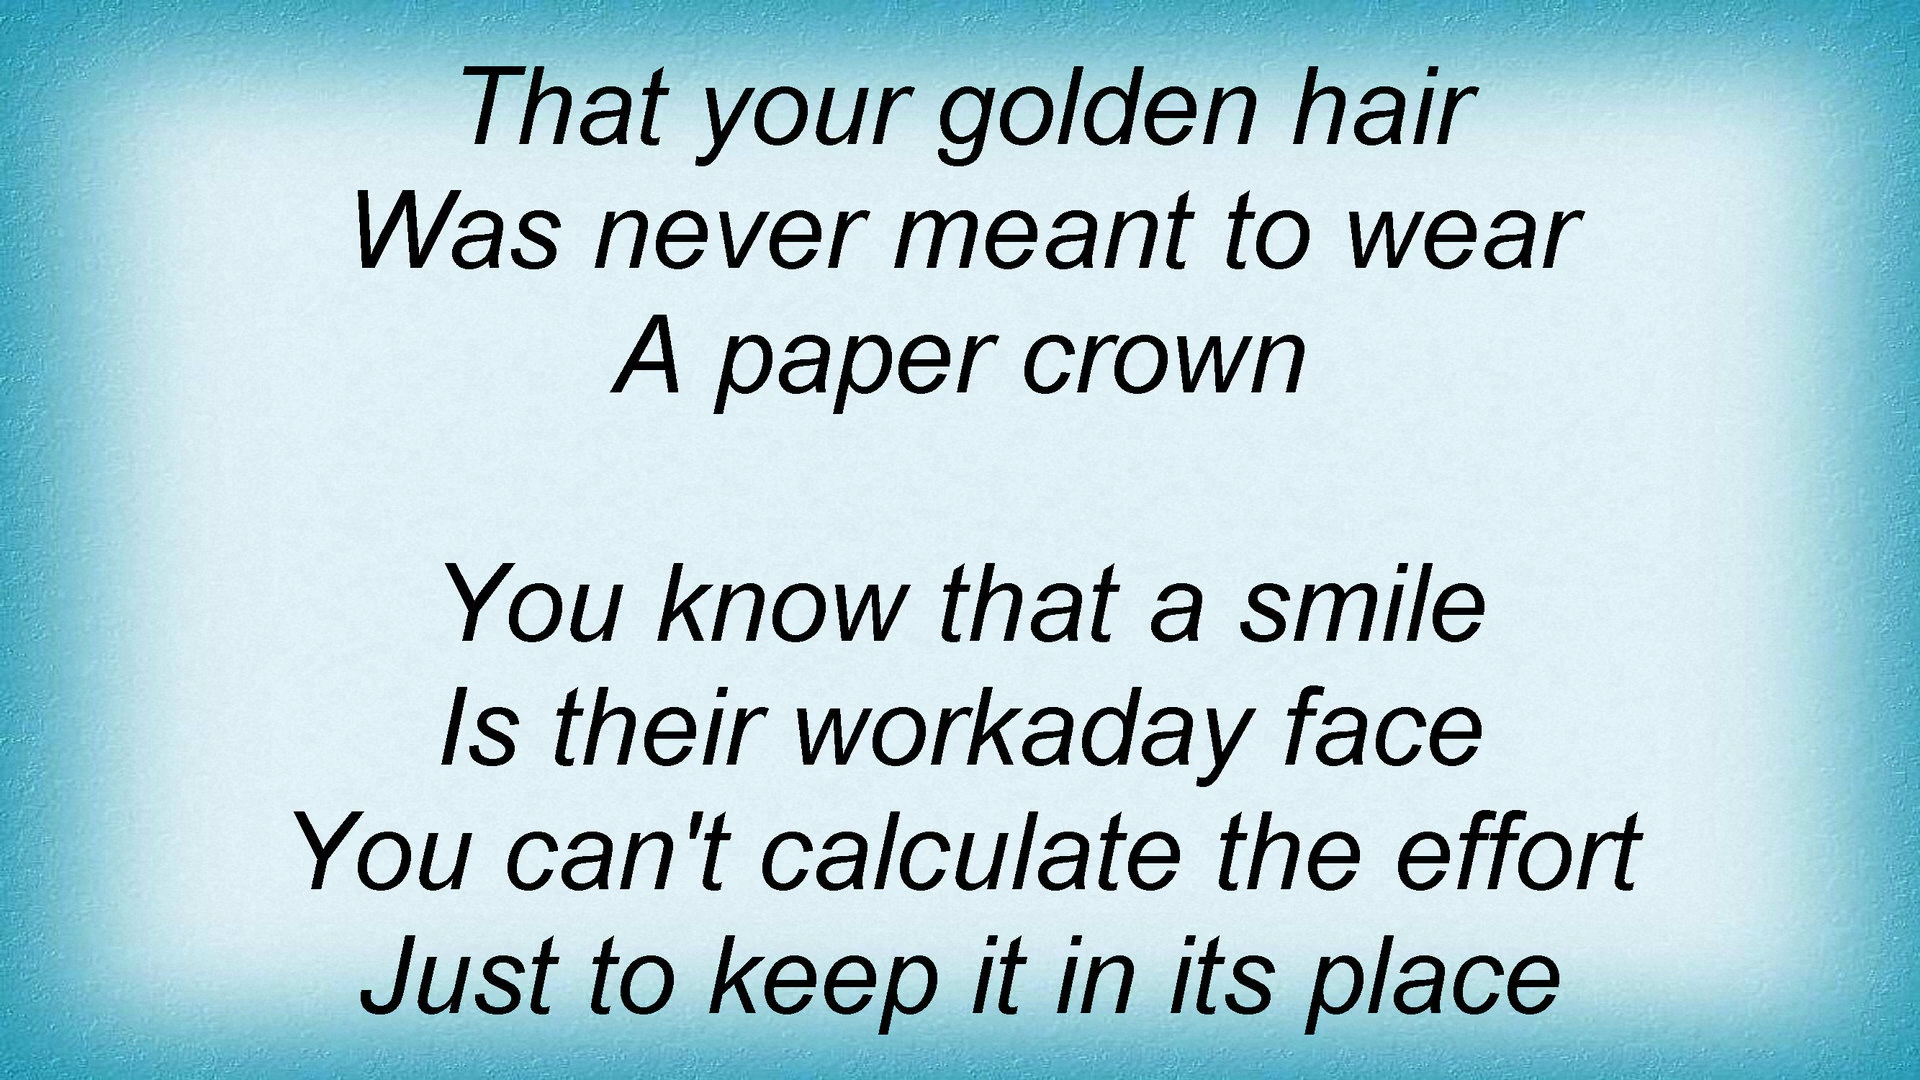 That your golden hair
Was never meant to wear
A paper crown
You know that a smile
Is their workaday face
You can't calculate the effort
Just to keep it in its place